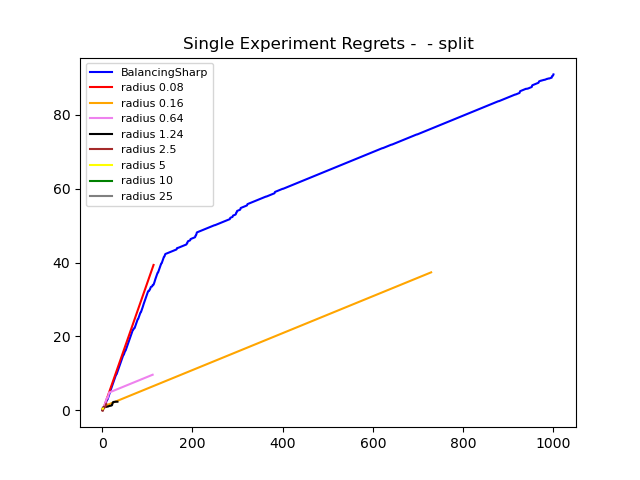 Single Experiment Regrets -  - split
BalancingSharp
radius 0.08
radius 0.16
radius 0.64
radius 1.24
radius 2.5
radius 5
radius 10
radius 25
80
60
40
20
0
0 200 400 600 800 1000